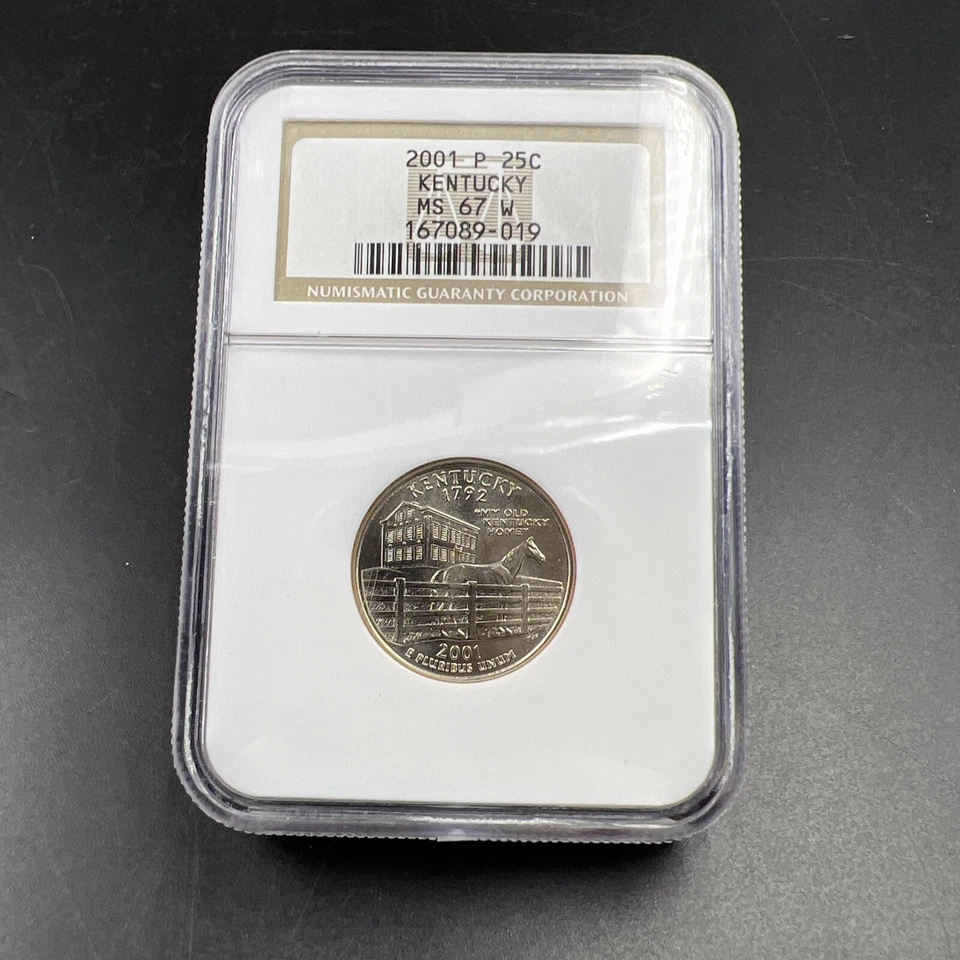 2001 P 25C
KENTUCKY
MS 67 W
167089-019
NUMISMATIC GUARANTY CORPORATION
KENTUCKY
1792
"MY OLD
KENTUCKY
HOME"
2001
E PLURIBUS UNUM